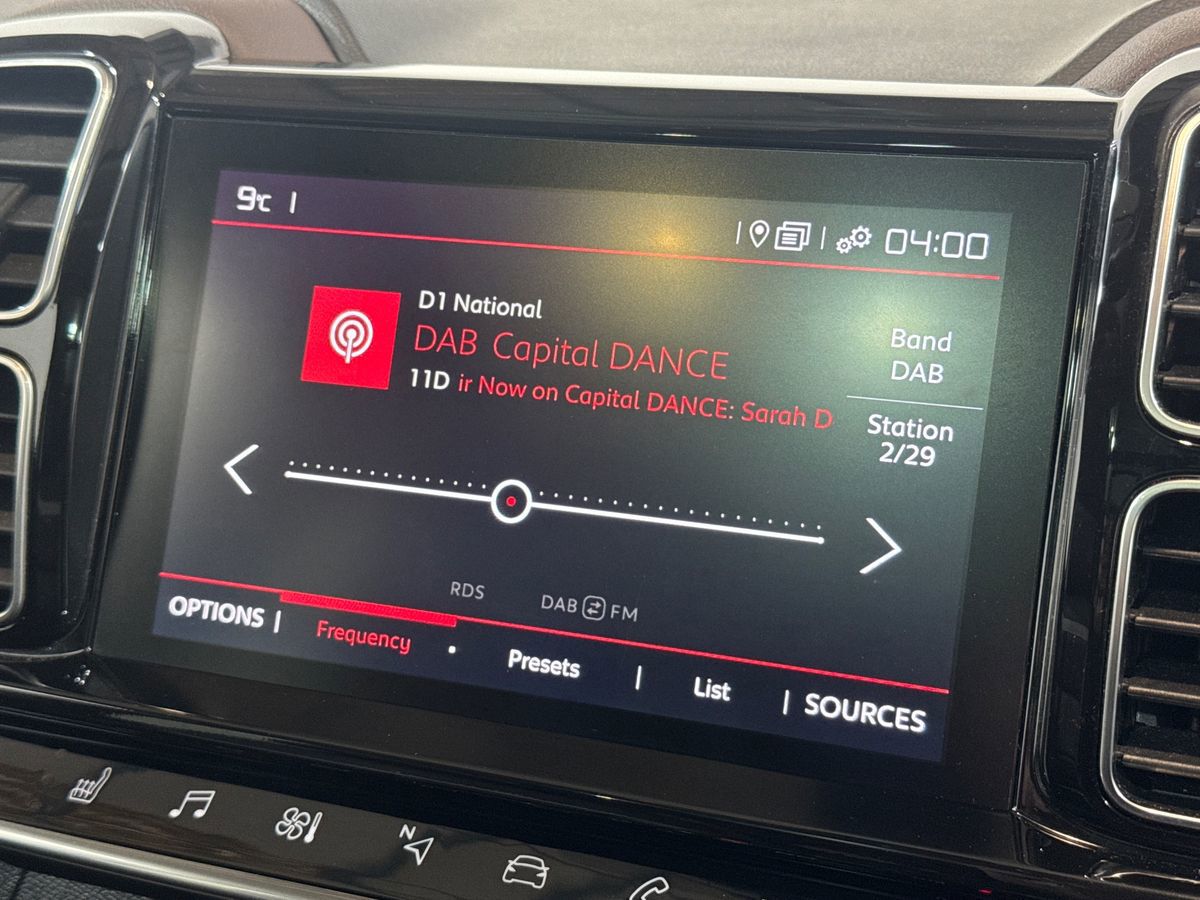 9°C
04:00
D1 National
DAB Capital DANCE
11D ir Now on Capital DANCE: Sarah D
Band
DAB
Station
2/29
RDS
DAB FM
OPTIONS | Frequency • Presets | List | SOURCES
N